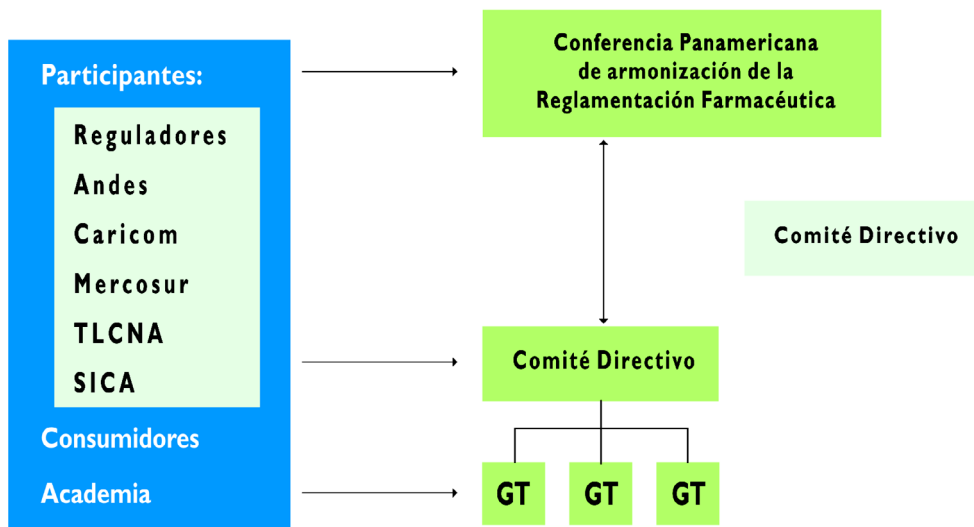 Participantes:
Reguladores
Andes
Caricom
Mercosur
TLCNA
SICA
Consumidores
Academia
Conferencia Panamericana
de armonización de la
Reglamentación Farmacéutica
Comité Directivo
Comité Directivo
GT GT GT